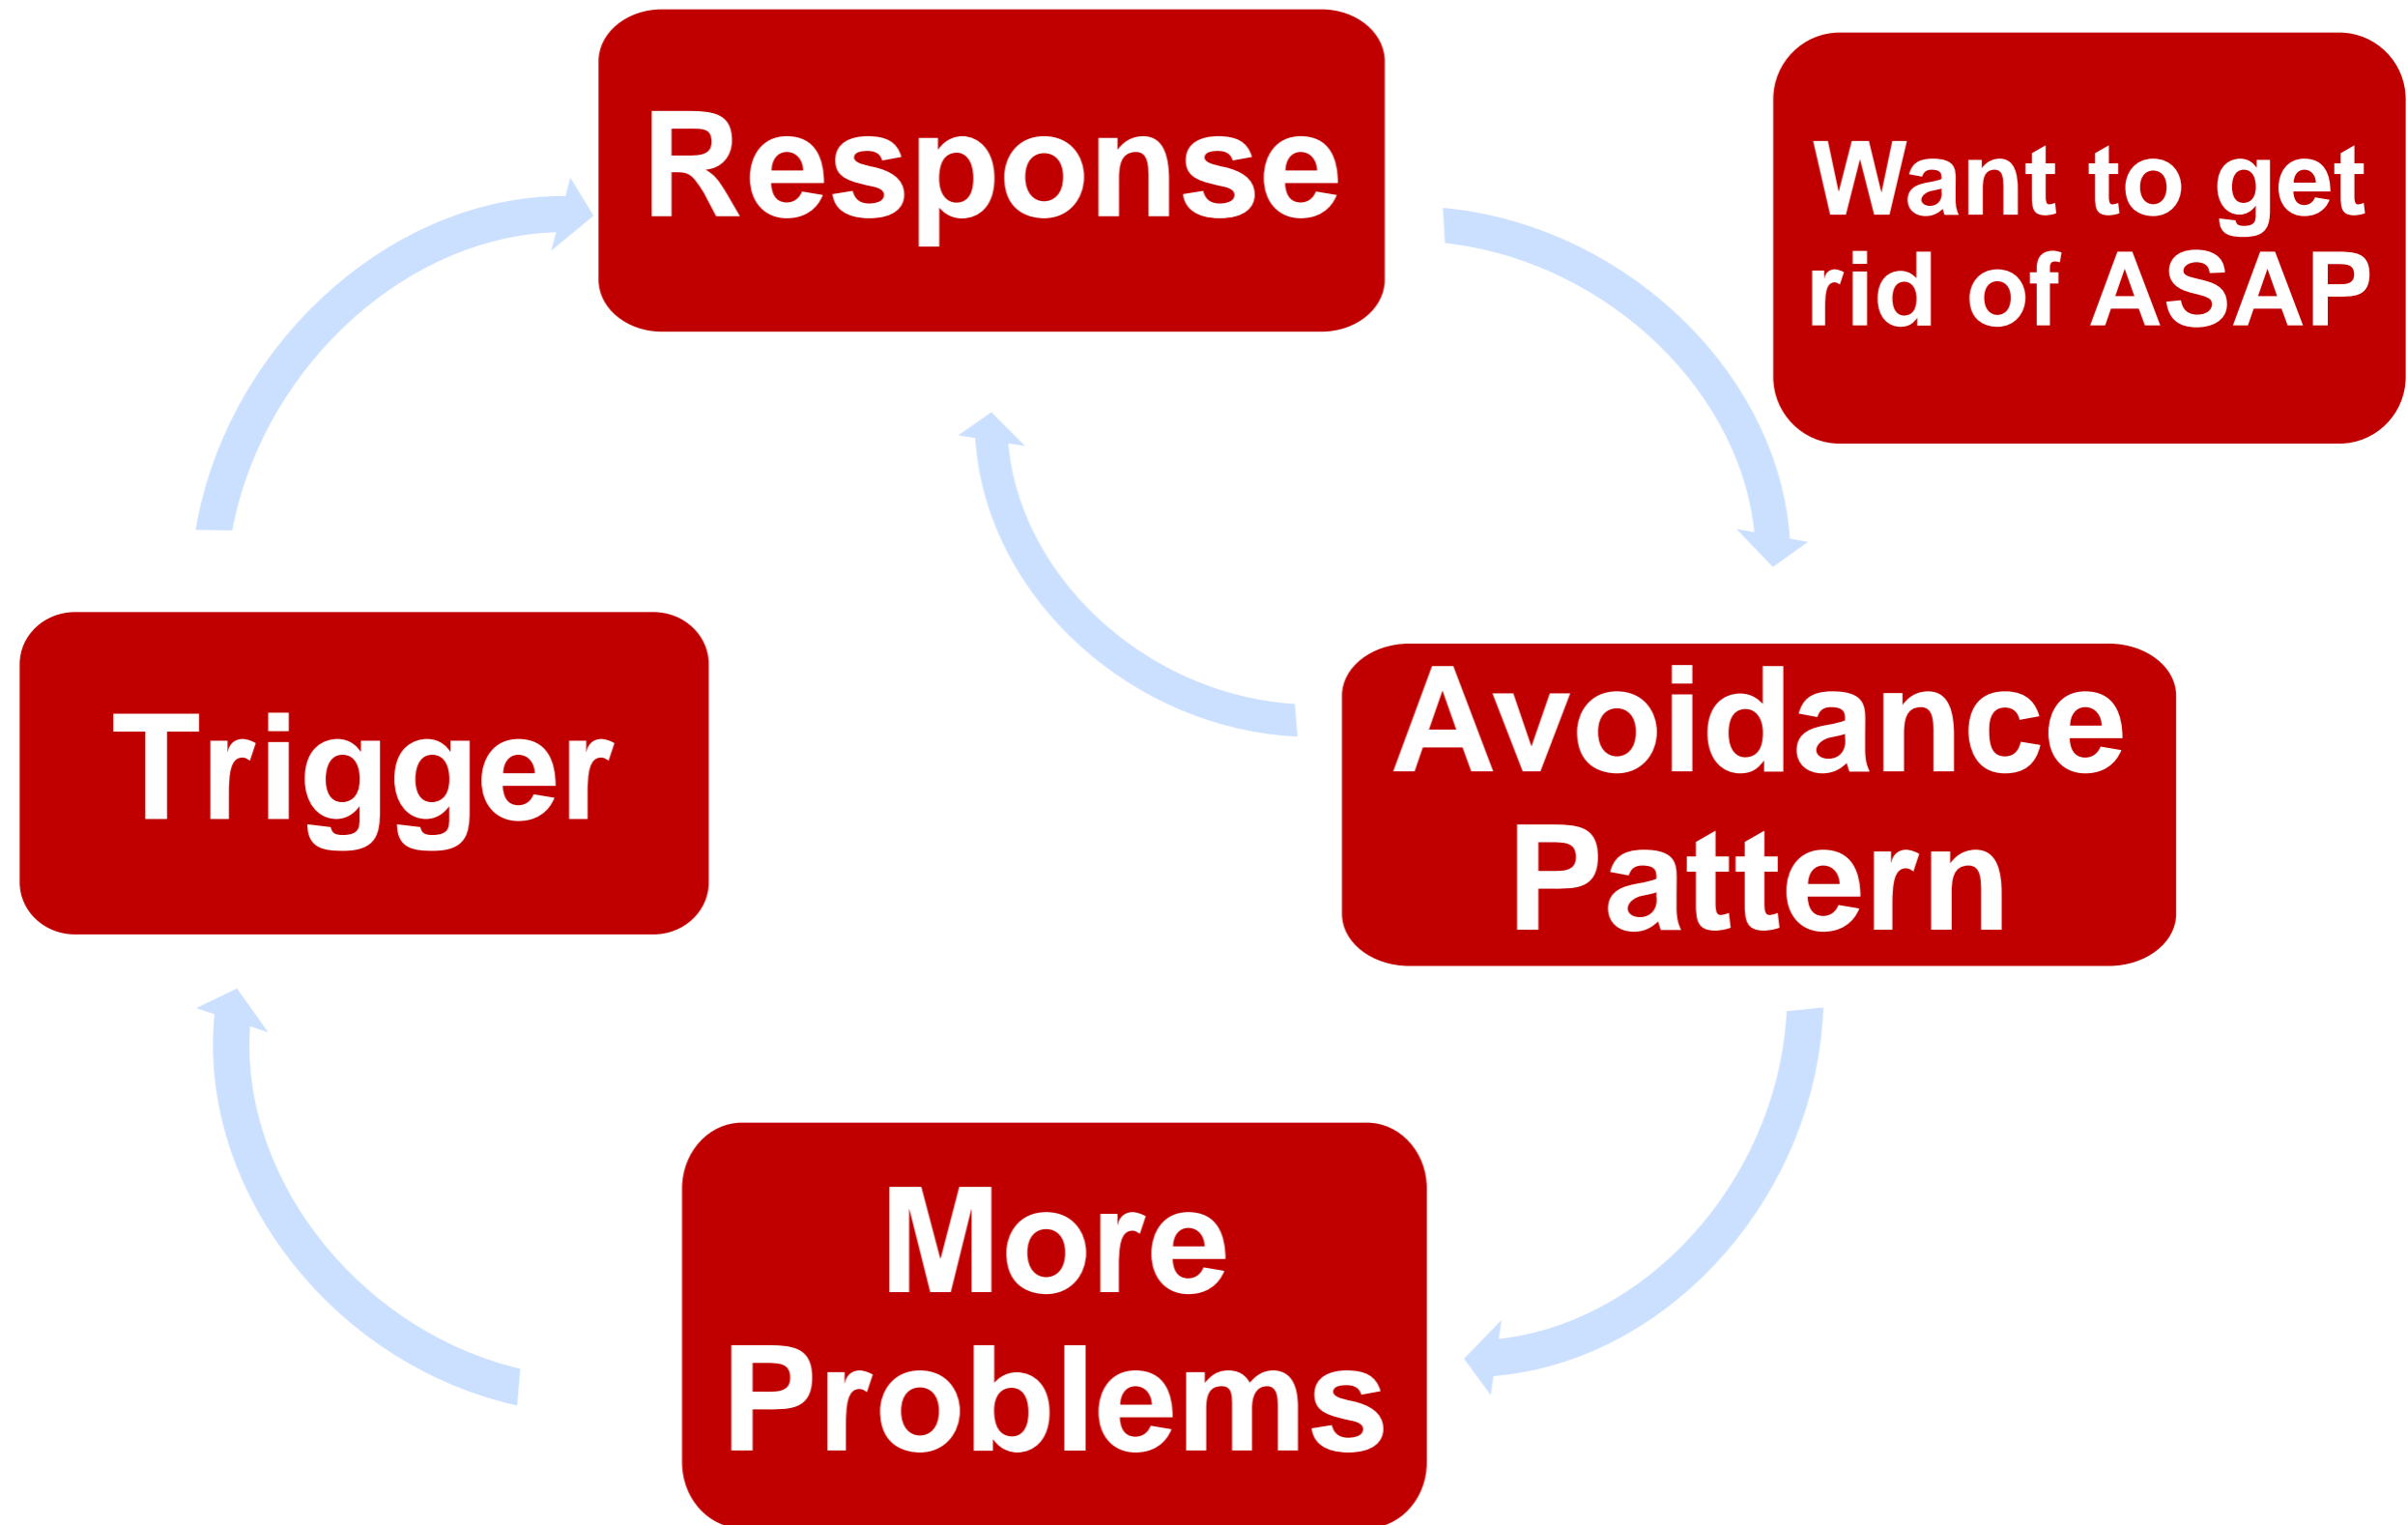 Response
Want to get
rid of ASAP
Trigger
Avoidance
Pattern
More
Problems